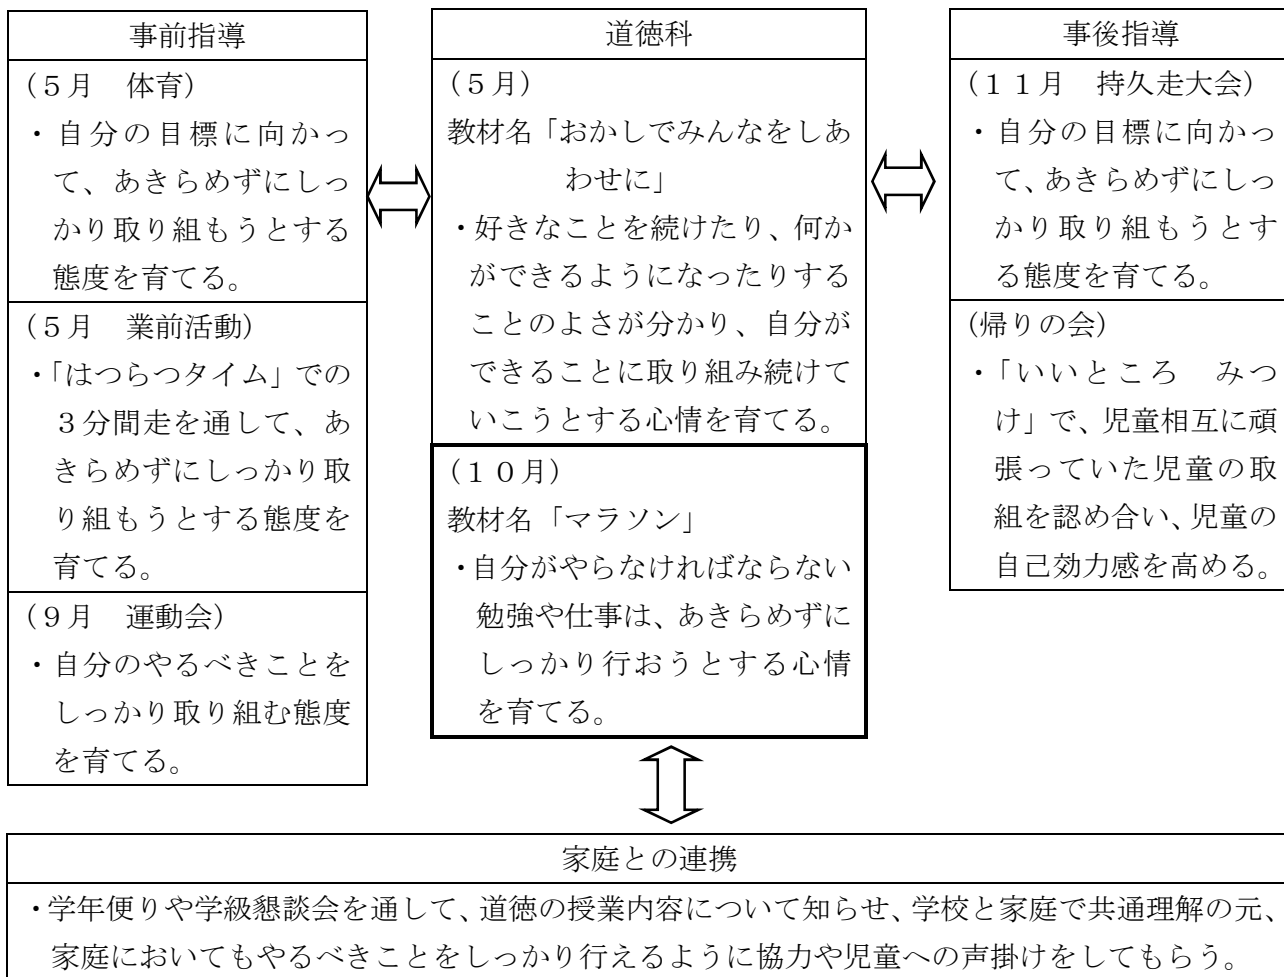 事前指導
(5月　体育)
・自分の目標に向かっ
て、あきらめずにしっ
かり取り組もうとする
態度を育てる。
(5月　業前活動)
・「はつらつタイム」での
３分間走を通して、あ
きらめずにしっかり取
り組もうとする態度を
育てる。
(9月　運動会)
・自分のやるべきことを
しっかり取り組む態度
を育てる。
道徳科
(5月)
教材名「おかしでみんなをしあ
わせに」
・好きなことを続けたり、何か
ができるようになったりする
ことのよさが分かり、自分が
できることに取り組み続けて
いこうとする心情を育てる。
(１０月)
教材名「マラソン」
・自分がやらなければならない
勉強や仕事は、あきらめずに
しっかり行おうとする心情
を育てる。
事後指導
(１１月　持久走大会)
・自分の目標に向かっ
て、あきらめずにしっ
かり取り組もうとす
る態度を育てる。
(帰りの会)
・「いいところ　みつ
け」で、児童相互に頑
張っていた児童の取
組を認め合い、児童の
自己効力感を高める。
家庭との連携
・学年便りや学級懇談会を通して、道徳の授業内容について知らせ、学校と家庭で共通理解の元、
家庭においてもやるべきことをしっかり行えるように協力や児童への声掛けをしてもらう。